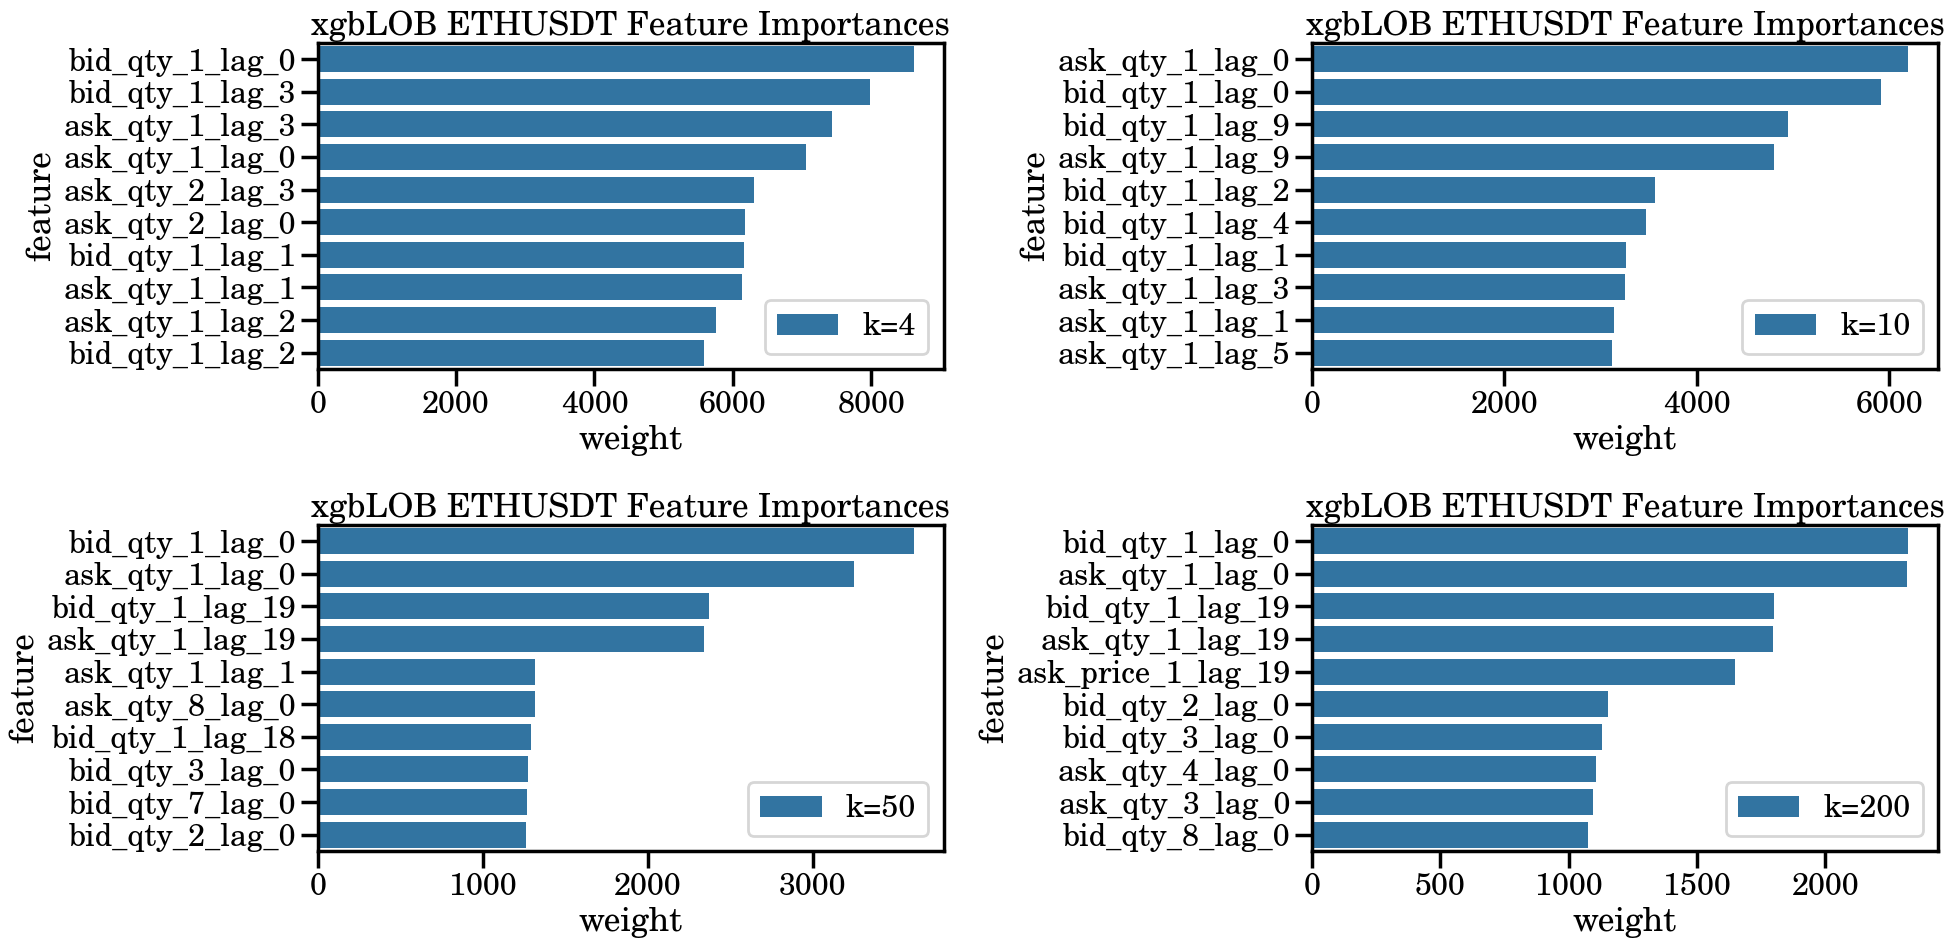 xgbLOB ETHUSDT Feature Importances
feature
bid_qty_1_lag_0
bid_qty_1_lag_3
ask_qty_1_lag_3
ask_qty_1_lag_0
ask_qty_2_lag_3
ask_qty_2_lag_0
bid_qty_1_lag_1
ask_qty_1_lag_1
ask_qty_1_lag_2
bid_qty_1_lag_2
k=4
0 2000 4000 6000 8000
weight
xgbLOB ETHUSDT Feature Importances
feature
ask_qty_1_lag_0
bid_qty_1_lag_0
bid_qty_1_lag_9
ask_qty_1_lag_9
bid_qty_1_lag_2
bid_qty_1_lag_4
bid_qty_1_lag_1
ask_qty_1_lag_3
ask_qty_1_lag_1
ask_qty_1_lag_5
k=10
0 2000 4000 6000
weight
xgbLOB ETHUSDT Feature Importances
feature
bid_qty_1_lag_0
ask_qty_1_lag_0
bid_qty_1_lag_19
ask_qty_1_lag_19
ask_qty_1_lag_1
ask_qty_8_lag_0
bid_qty_1_lag_18
bid_qty_3_lag_0
bid_qty_7_lag_0
bid_qty_2_lag_0
k=50
0 1000 2000 3000
weight
xgbLOB ETHUSDT Feature Importances
feature
bid_qty_1_lag_0
ask_qty_1_lag_0
bid_qty_1_lag_19
ask_qty_1_lag_19
ask_price_1_lag_19
bid_qty_2_lag_0
bid_qty_3_lag_0
ask_qty_4_lag_0
ask_qty_3_lag_0
bid_qty_8_lag_0
k=200
0 500 1000 1500 2000
weight